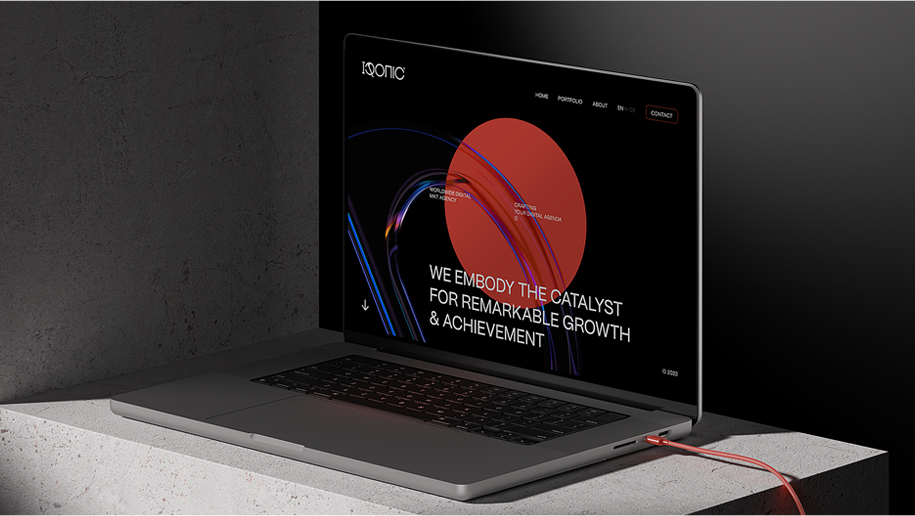 IQONIC
HOME PORTFOLIO ABOUT EN DE CONTACT
WORLDWIDE DIGITAL
MKT AGENCY
CRAFTING
YOUR DIGITAL AGENDA
WE EMBODY THE CATALYST
FOR REMARKABLE GROWTH
& ACHIEVEMENT
© 2023